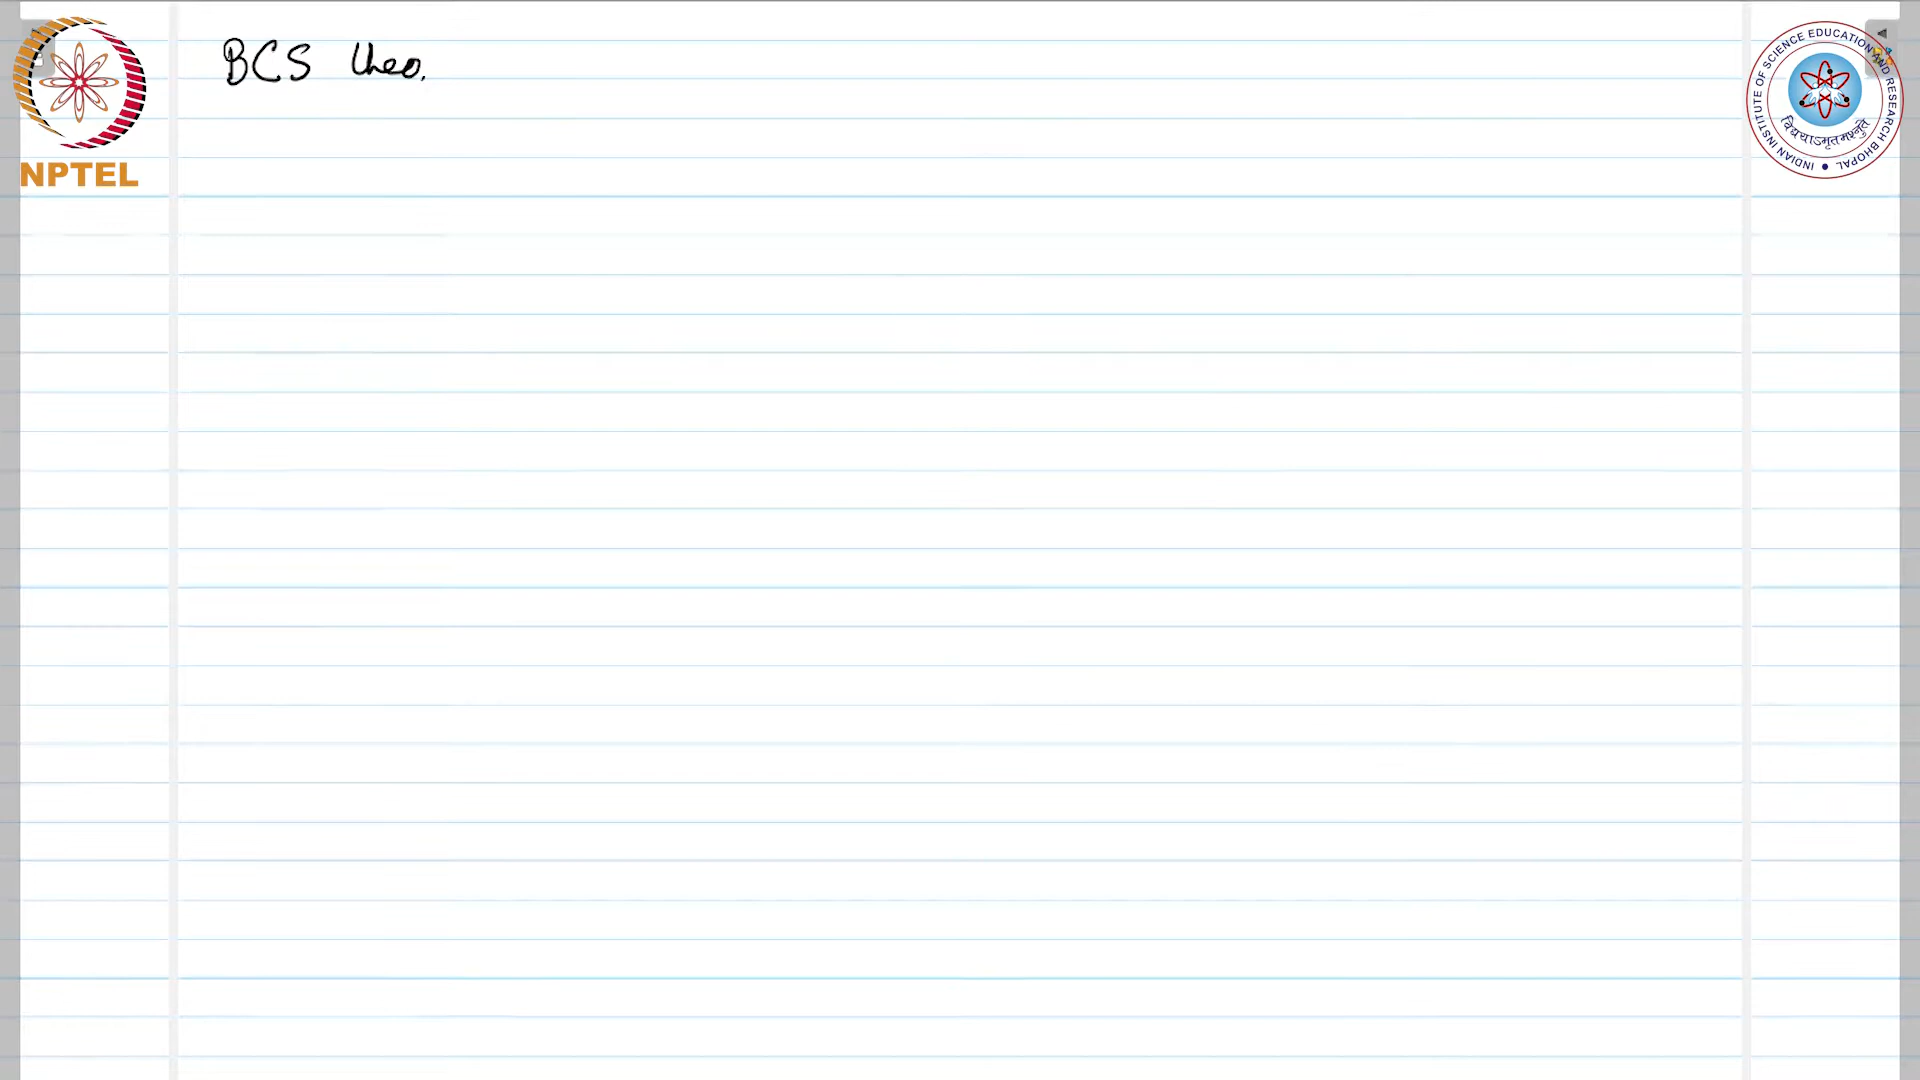 BCS theo.
NPTEL
INDIAN INSTITUTE OF SCIENCE EDUCATION AND RESEARCH BHOPAL
विद्ययाऽमृतमश्नुते